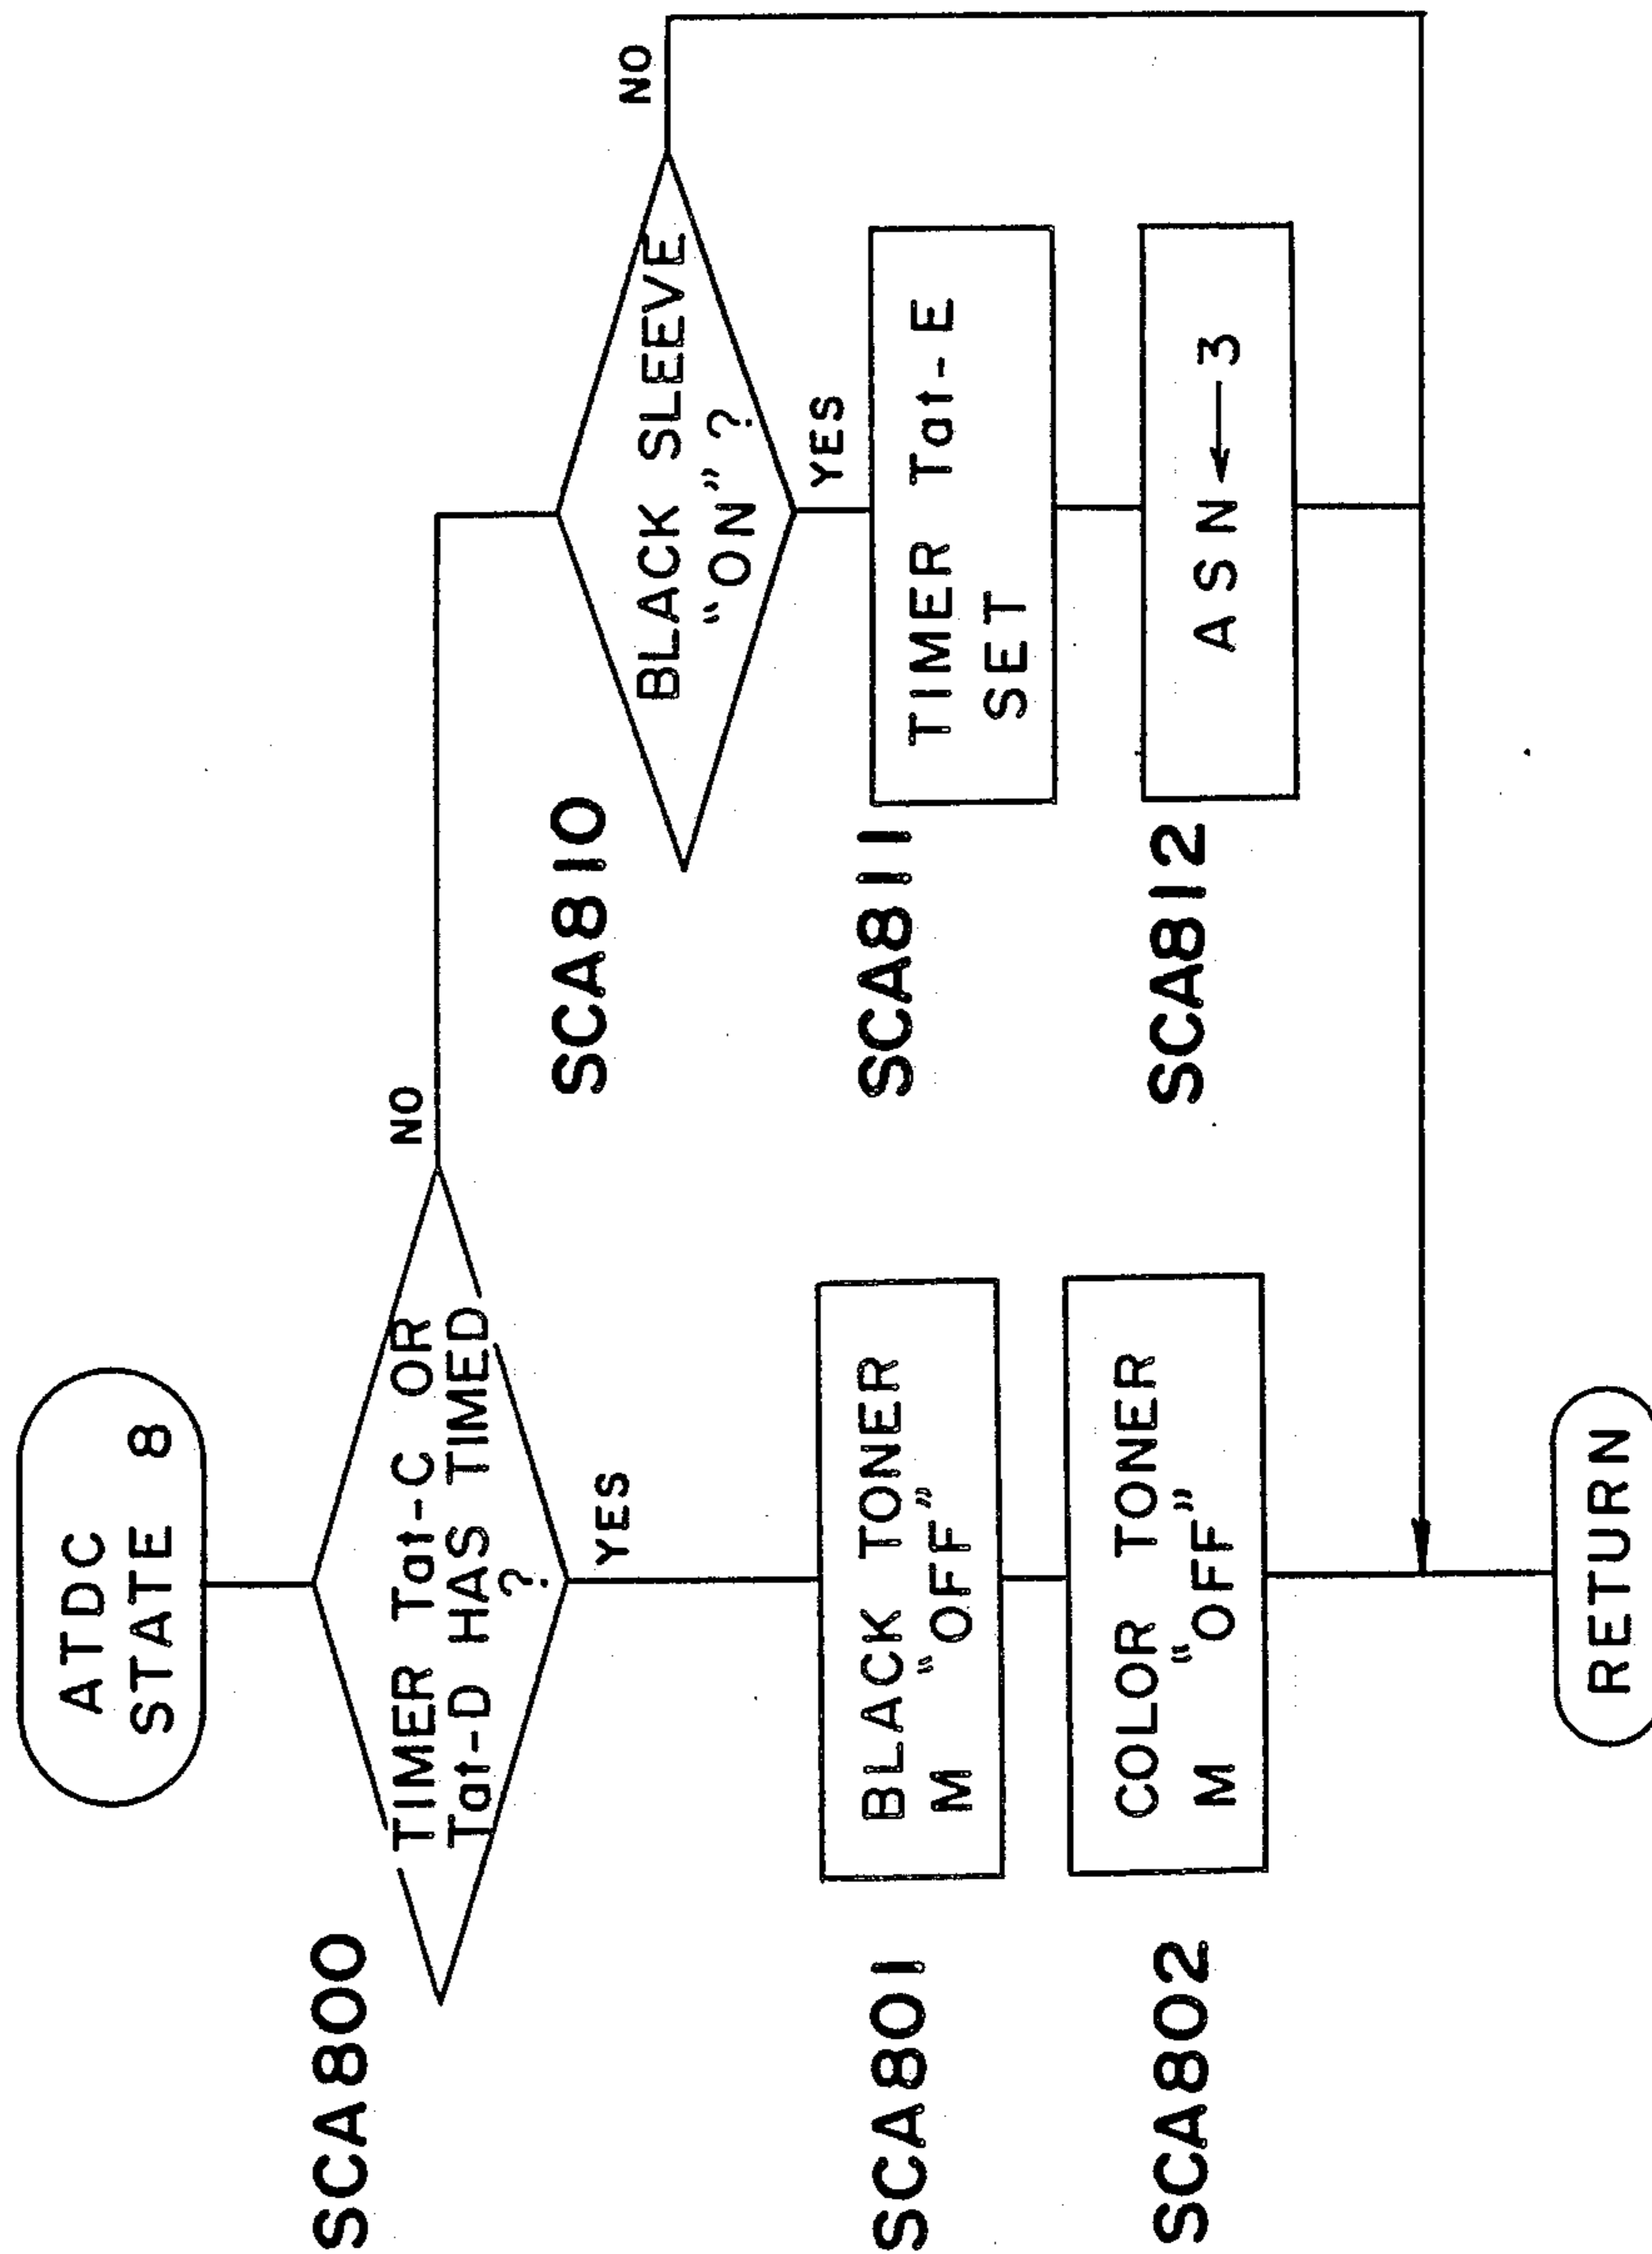 ATDC
STATE 8
SCA800
TIMER Tat-C OR
Tat-D HAS TIMED
?
NO
YES
SCA801
BLACK TONER
M "OFF"
SCA802
COLOR TONER
M "OFF"
SCA810
BLACK SLEEVE
"ON"?
NO
YES
SCA811
TIMER Tat-E
SET
SCA812
ASN←3
RETURN